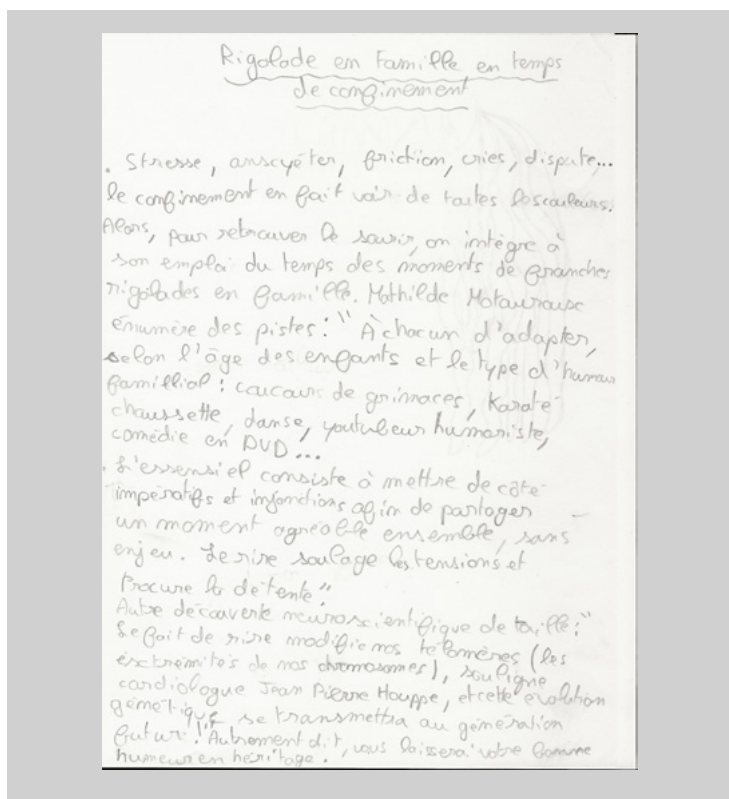 Rigolade en Famille en temps
de confinement
. Stresse, anscyéter, friction, cries, dispute...
le confinement en fait voir de toutes les couleurs.
Alors, pour retrouver le sourir, on intègre à
son emploi du temps des moments de franches
rigolades en famille. Mathilde
énumère des pistes : " À chacun d'adapter,
selon l'âge des enfants et le type d'humour
famillial : coucours de grimaces, Karaté
chaussette, danse, youtubeur humoriste,
comédie en DVD...
. L'essensiel consiste à mettre de côté
impératifs et injonctions afin de partager
un moment agréable ensemble, sans
enjeu. Le rire soulage les tensions et
Procure la détente".
Autre découverte neuroscientifique de taille : "
Le fait de rire modifie nos télomères (les
éxctrémités de nos chromosomes), souligne
cardiologue Jean Pierre Houppe, et cette évolution
génétique se transmettra au génération
futur ! Autrement dit, vous laissera votre bonne
humeur en héritage.